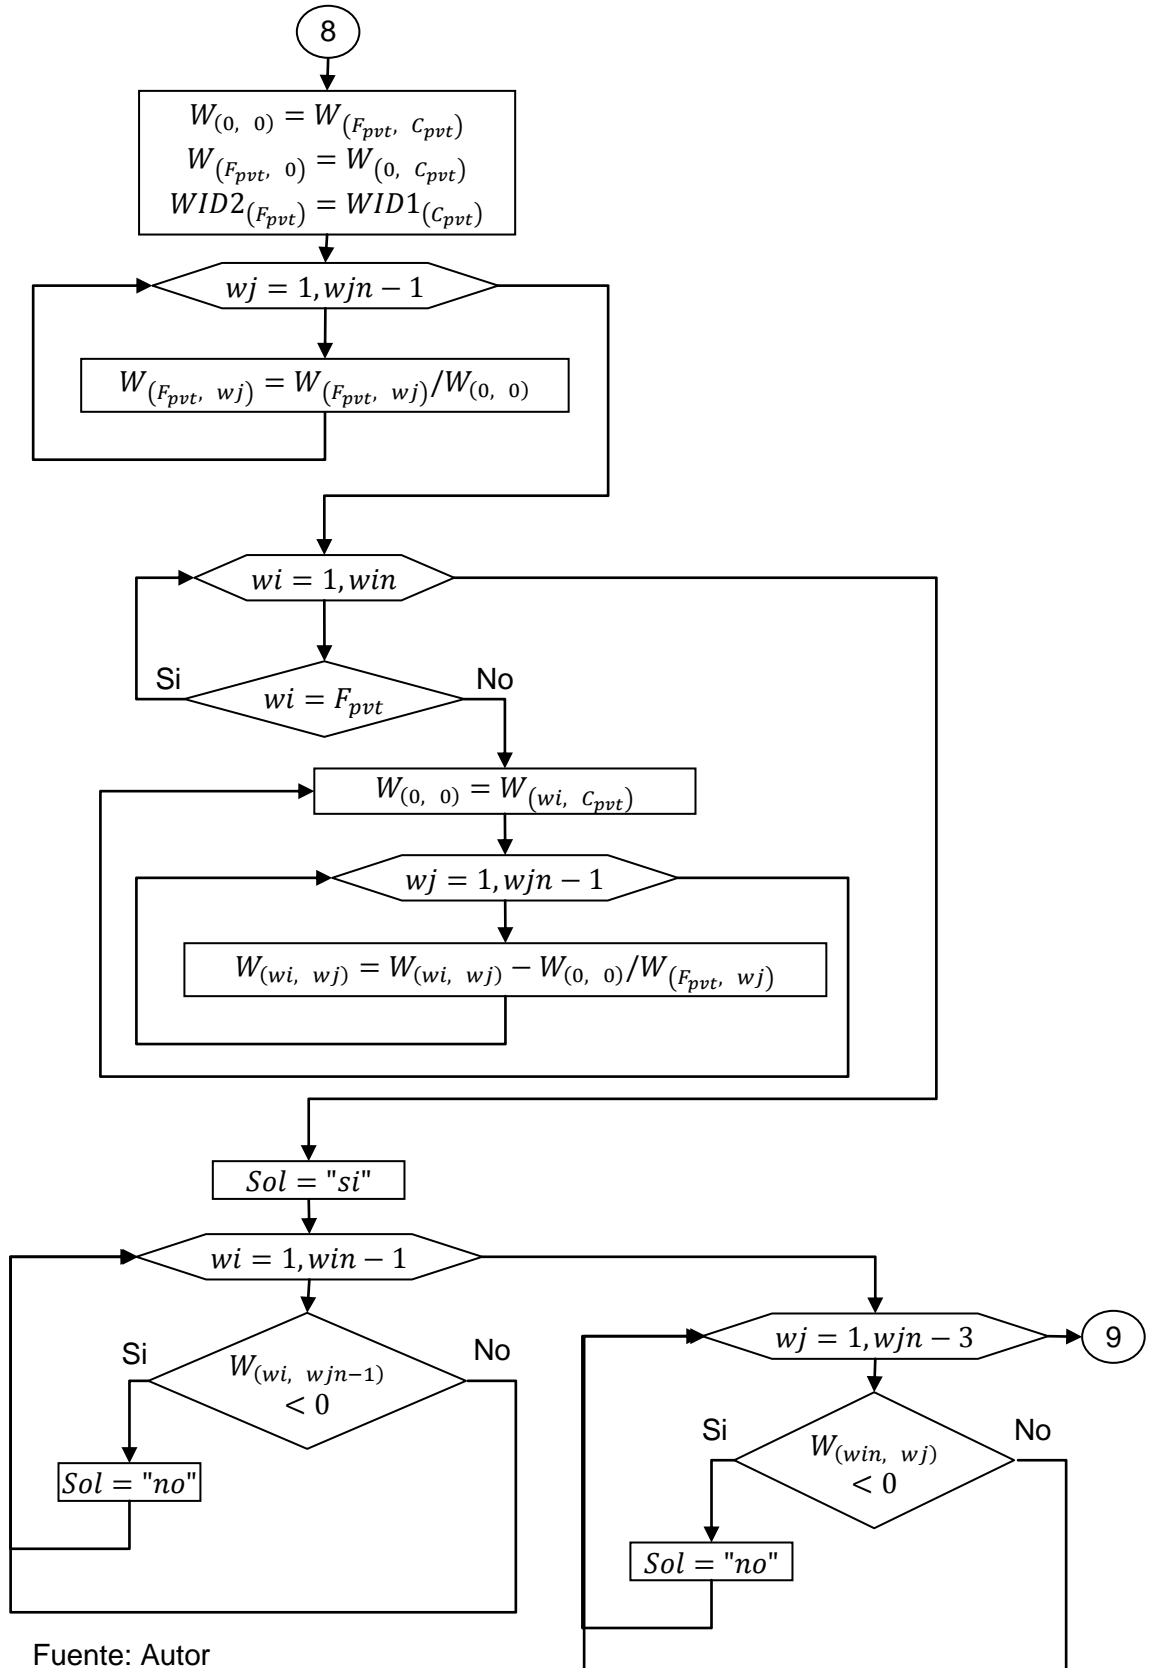 8
W(0, 0) = W(Fpvt, Cpvt)
W(Fpvt, 0) = W(0, Cpvt)
WID2(Fpvt) = WID1(Cpvt)
wj = 1, wjn − 1
W(Fpvt, wj) = W(Fpvt, wj)/W(0, 0)
wi = 1, win
Si
No
wi = Fpvt
W(0, 0) = W(wi, Cpvt)
wj = 1, wjn − 1
W(wi, wj) = W(wi, wj) − W(0, 0)/W(Fpvt, wj)
Sol = "si"
wi = 1, win − 1
wj = 1, wjn − 3
9
Si
No
W(wi, wjn−1)
< 0
Si
No
W(win, wj)
< 0
Sol = "no"
Sol = "no"
Fuente: Autor